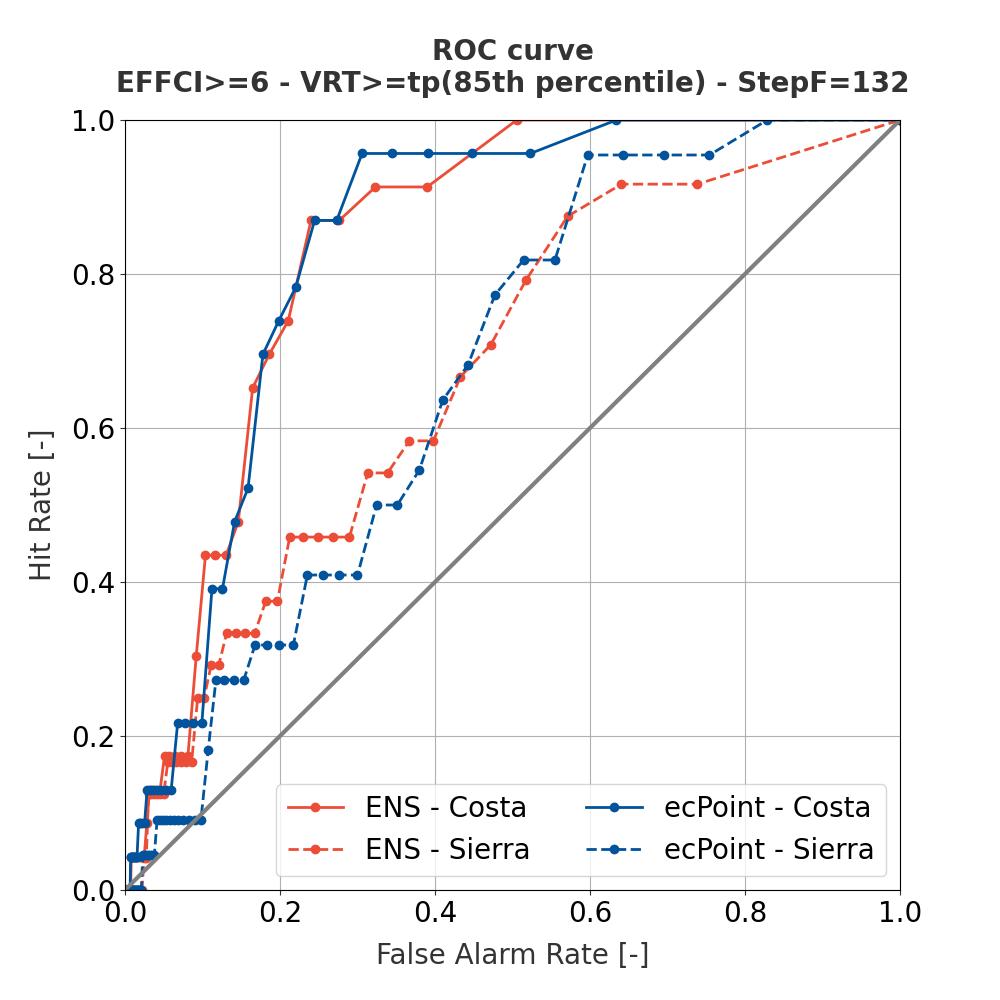 ROC curve
EFFCI>=6 - VRT>=tp(85th percentile) - StepF=132
1.0
0.8
0.6
0.4
0.2
0.0
Hit Rate [-]
0.0 0.2 0.4 0.6 0.8 1.0
False Alarm Rate [-]
ENS - Costa ecPoint - Costa
ENS - Sierra ecPoint - Sierra